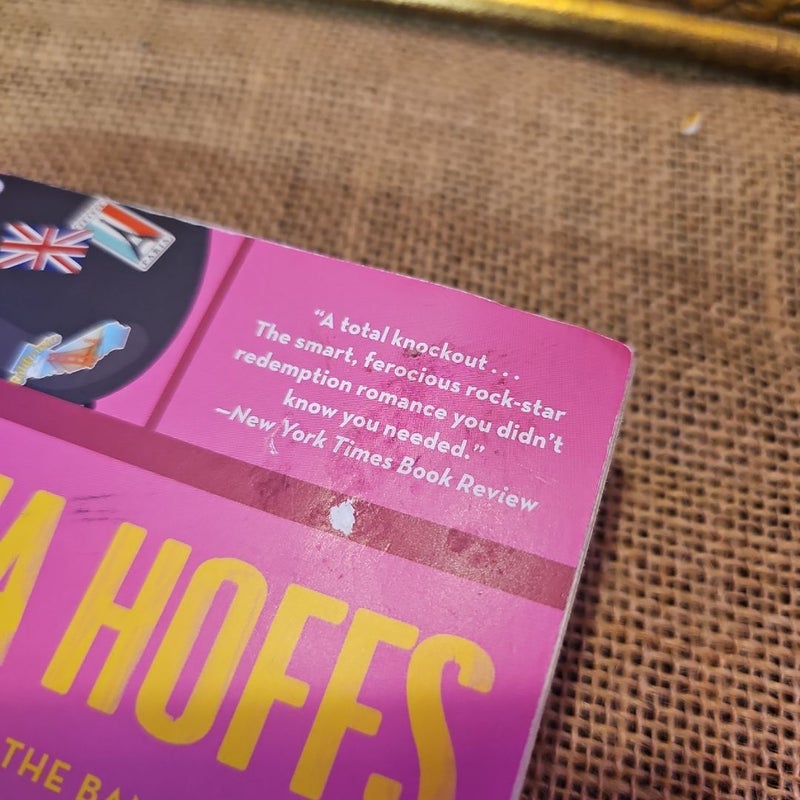 PARIS
“A total knockout . . .
The smart, ferocious rock-star
redemption romance you didn’t
know you needed.”
—New York Times Book Review
A HOFFS
THE BA